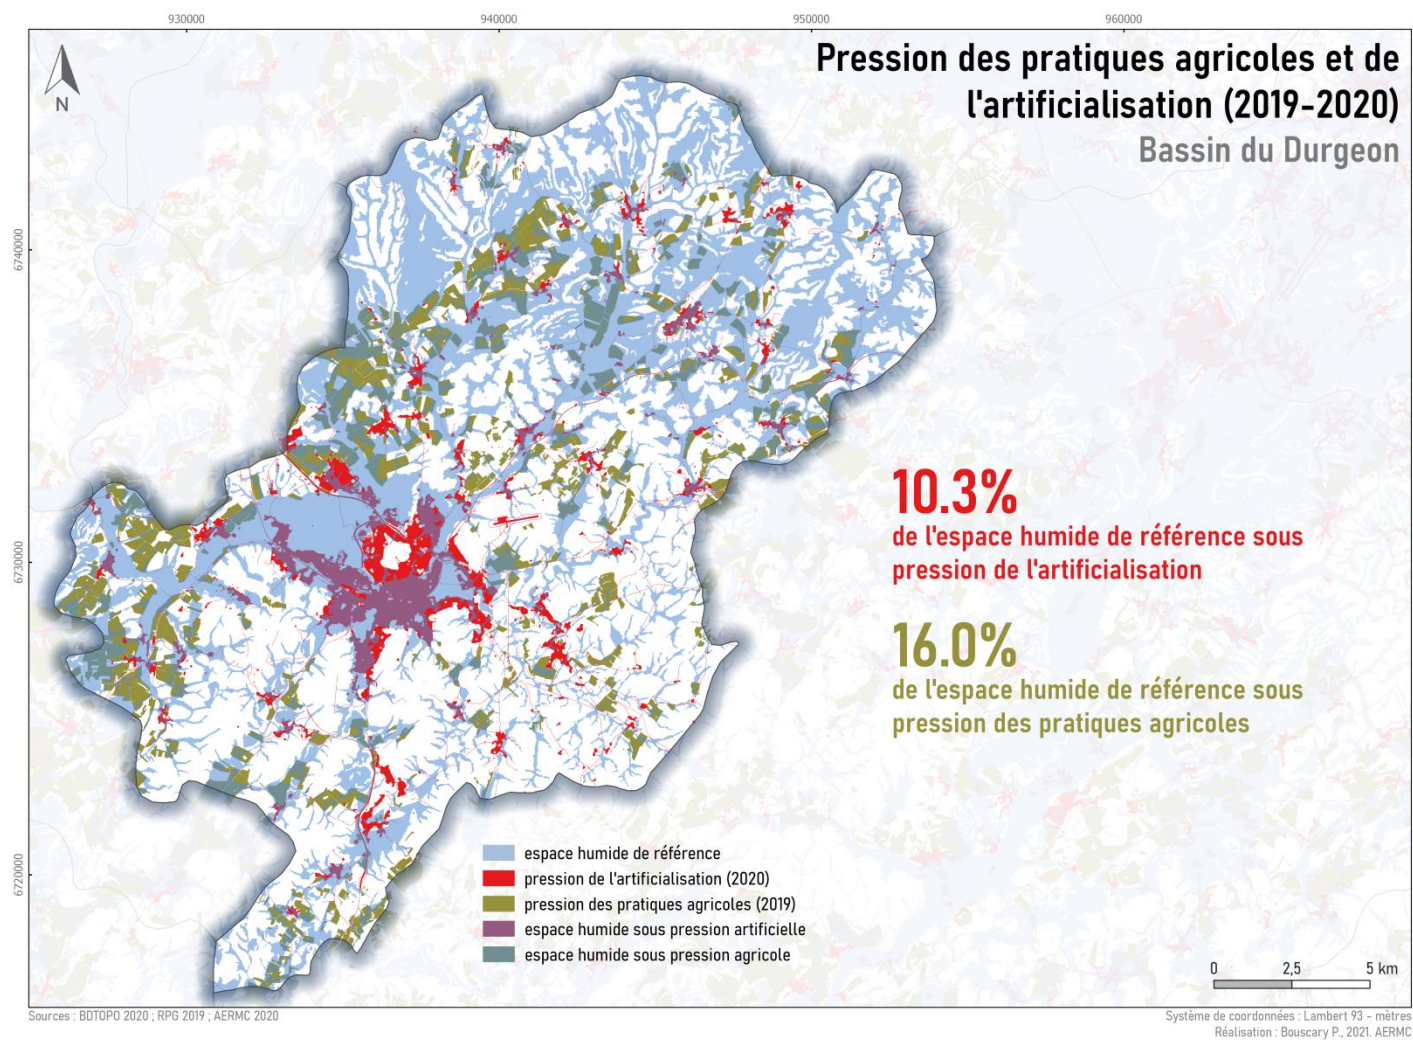 930000
940000
950000
960000
N
Pression des pratiques agricoles et de
l'artificialisation (2019-2020)
Bassin du Durgeon
6740000
6730000
6720000
10.3%
de l'espace humide de référence sous
pression de l'artificialisation
16.0%
de l'espace humide de référence sous
pression des pratiques agricoles
espace humide de référence
pression de l'artificialisation (2020)
pression des pratiques agricoles (2019)
espace humide sous pression artificielle
espace humide sous pression agricole
0 2,5 5 km
Sources : BDTOPO 2020 ; RPG 2019 ; AERMC 2020
Système de coordonnées : Lambert 93 - mètres
Réalisation : Bouscary P., 2021. AERMC